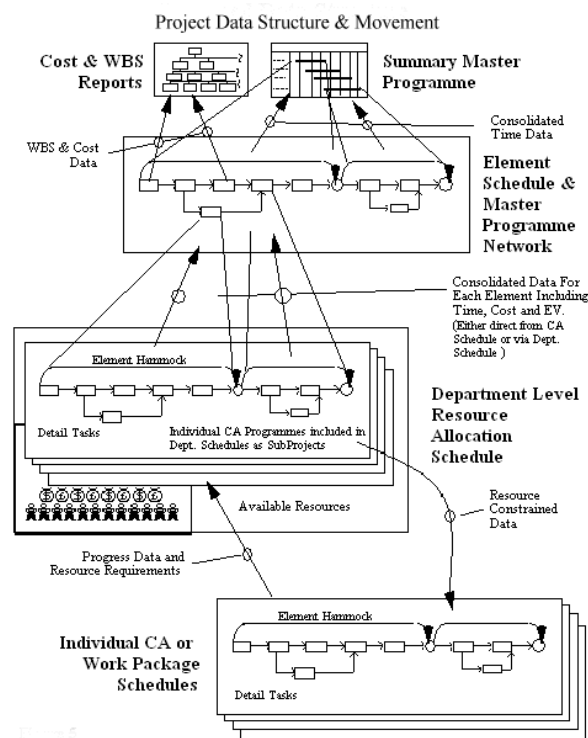 Project Data Structure & Movement
Cost & WBS
Reports
Summary Master
Programme
WBS & Cost
Data
Consolidated
Time Data
Element
Schedule &
Master
Programme
Network
Consolidated Data For
Each Element Including
Time, Cost and EV.
(Either direct from CA
Schedule or via Dept.
Schedule )
Element Hammock
Detail Tasks
Individual CA Programmes included in
Dept. Schedules as SubProjects
Department Level
Resource
Allocation
Schedule
Available Resources
Resource
Constrained
Data
Progress Data and
Resource Requirements
Individual CA or
Work Package
Schedules
Element Hammock
Detail Tasks